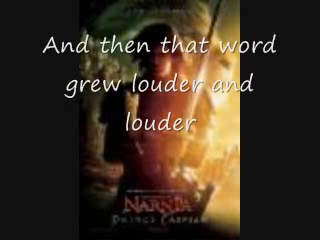 And then that word
grew louder and
louder
NARNIA
PRINCE CASPIAN